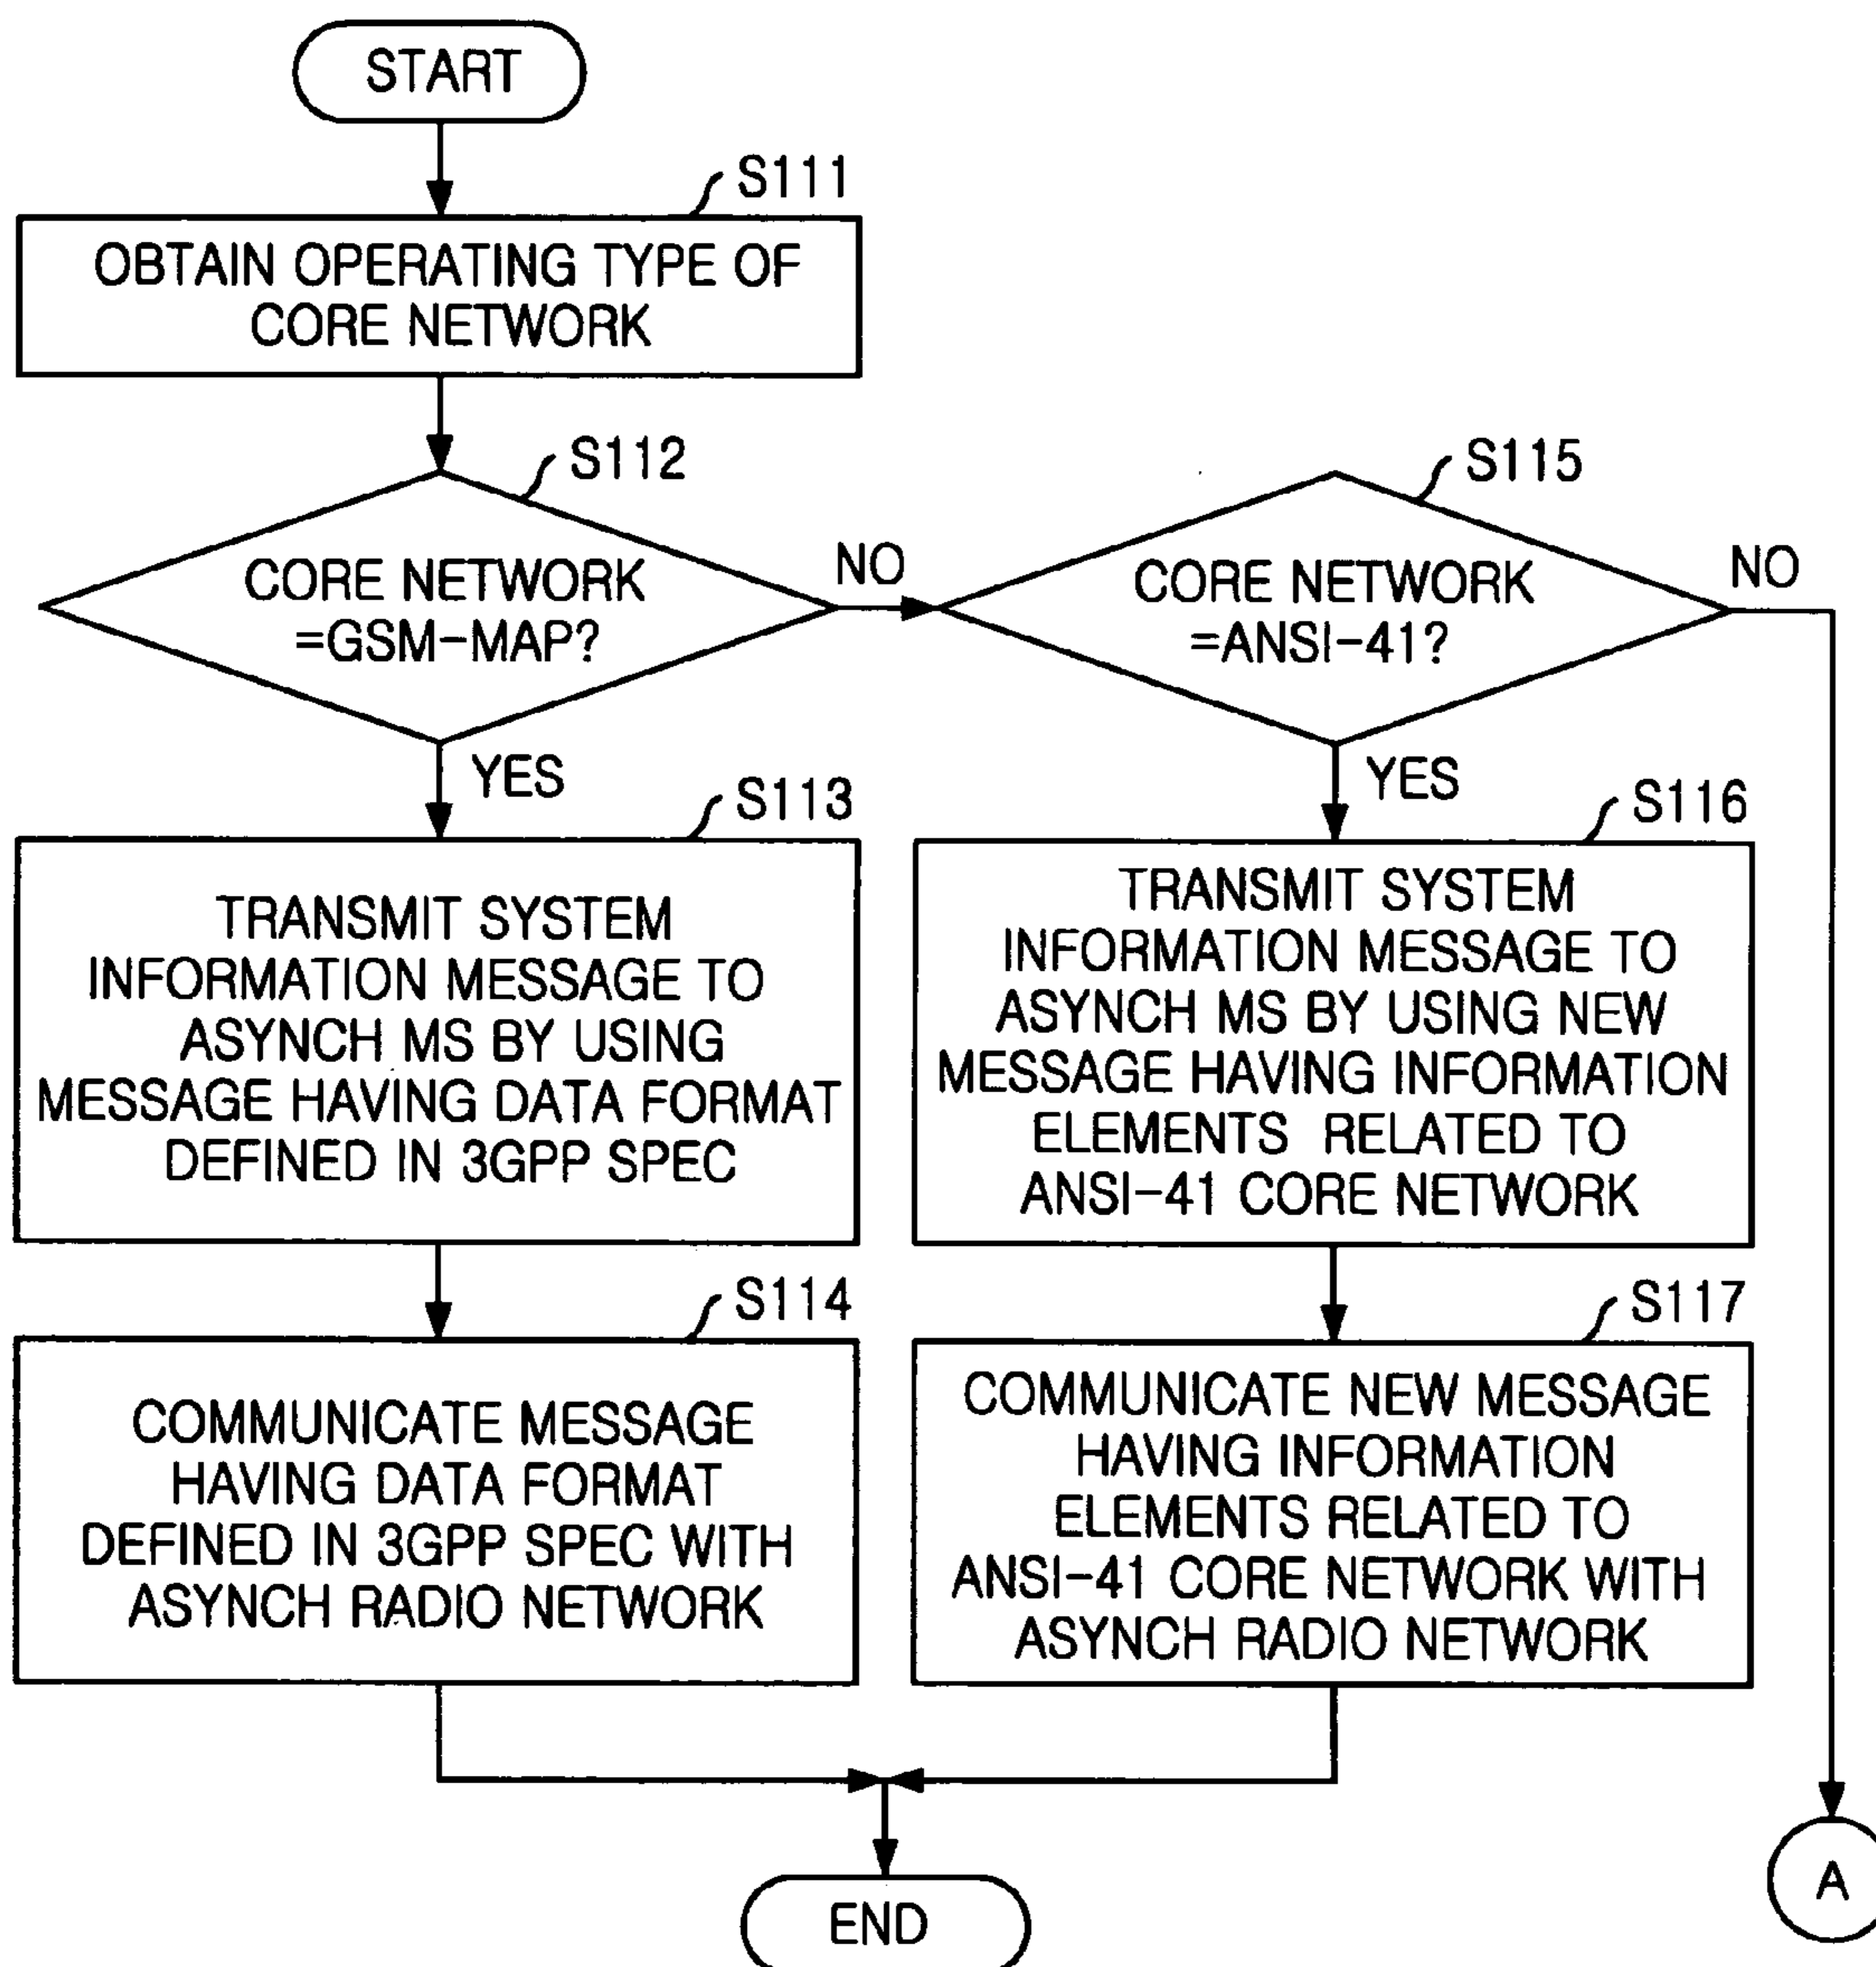 START
S111
OBTAIN OPERATING TYPE OF
CORE NETWORK
S112
CORE NETWORK
=GSM-MAP?
NO
YES
S115
CORE NETWORK
=ANSI-41?
NO
YES
S113
TRANSMIT SYSTEM
INFORMATION MESSAGE TO
ASYNCH MS BY USING
MESSAGE HAVING DATA FORMAT
DEFINED IN 3GPP SPEC
S116
TRANSMIT SYSTEM
INFORMATION MESSAGE TO
ASYNCH MS BY USING NEW
MESSAGE HAVING INFORMATION
ELEMENTS RELATED TO
ANSI-41 CORE NETWORK
S114
COMMUNICATE MESSAGE
HAVING DATA FORMAT
DEFINED IN 3GPP SPEC WITH
ASYNCH RADIO NETWORK
S117
COMMUNICATE NEW MESSAGE
HAVING INFORMATION
ELEMENTS RELATED TO
ANSI-41 CORE NETWORK WITH
ASYNCH RADIO NETWORK
A
END